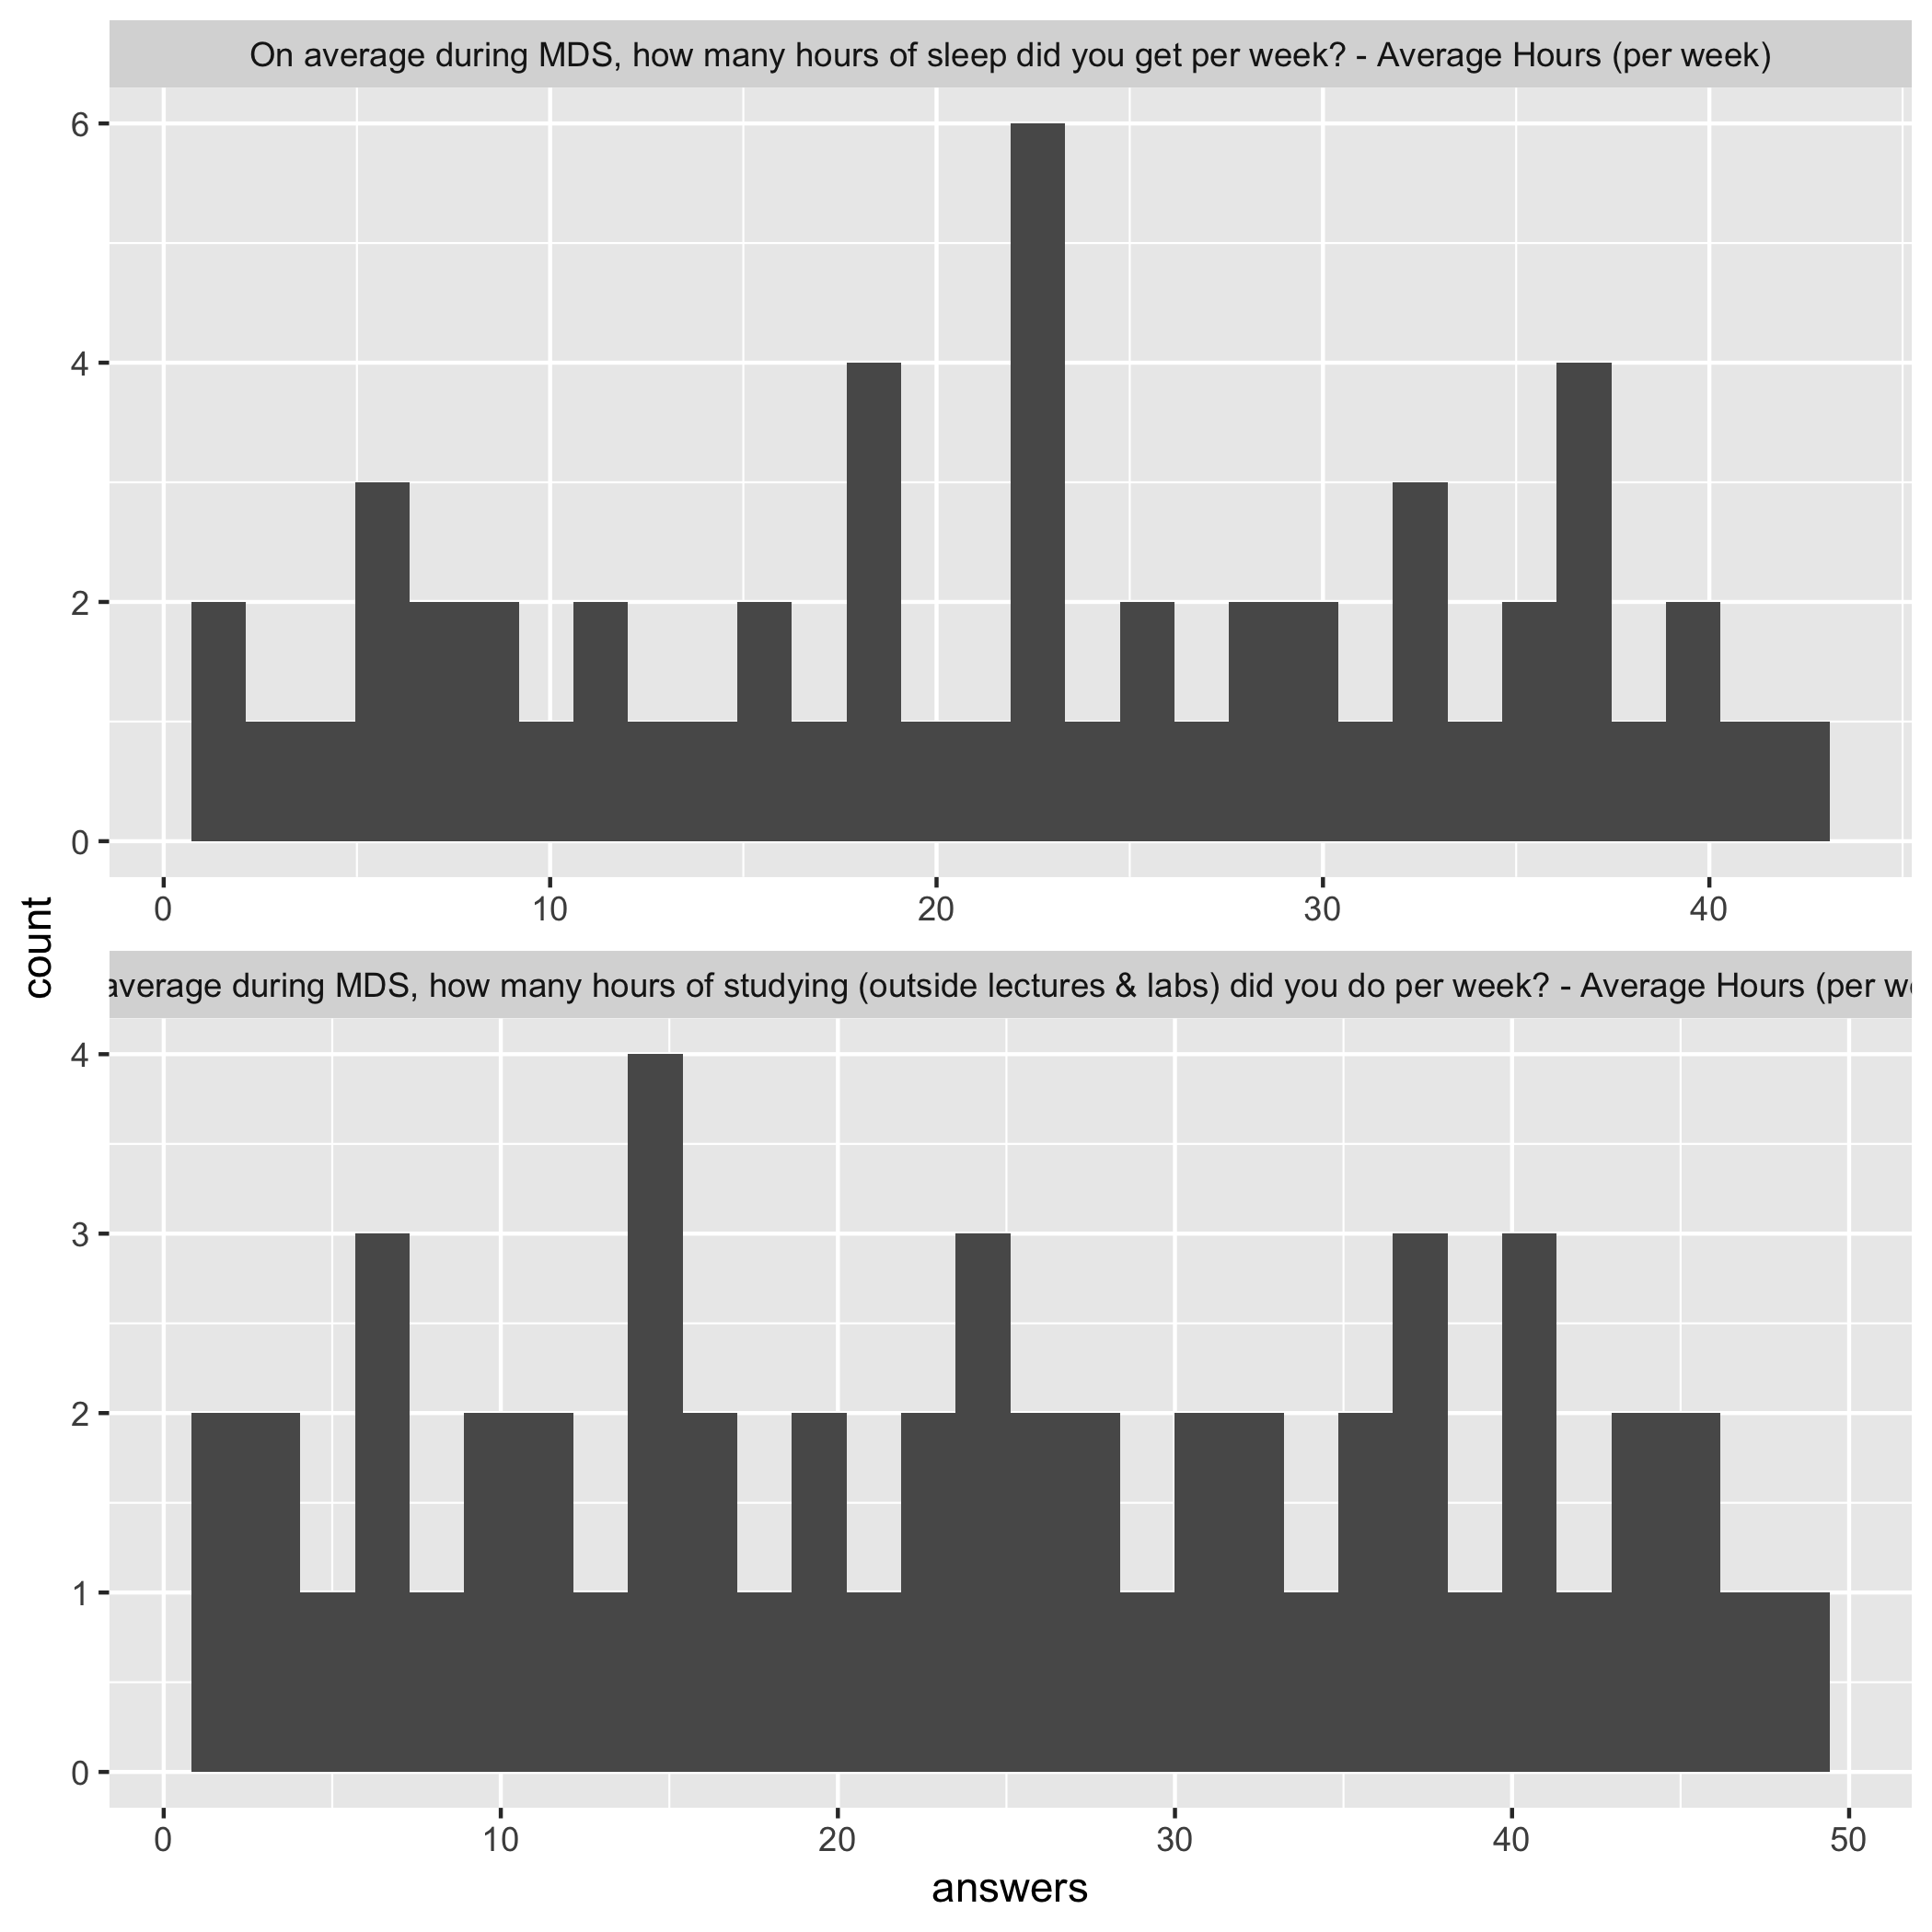 On average during MDS, how many hours of sleep did you get per week? - Average Hours (per week)
6
4
2
0
0 10 20 30 40
count
average during MDS, how many hours of studying (outside lectures & labs) did you do per week? - Average Hours (per we
4
3
2
1
0
0 10 20 30 40 50
answers